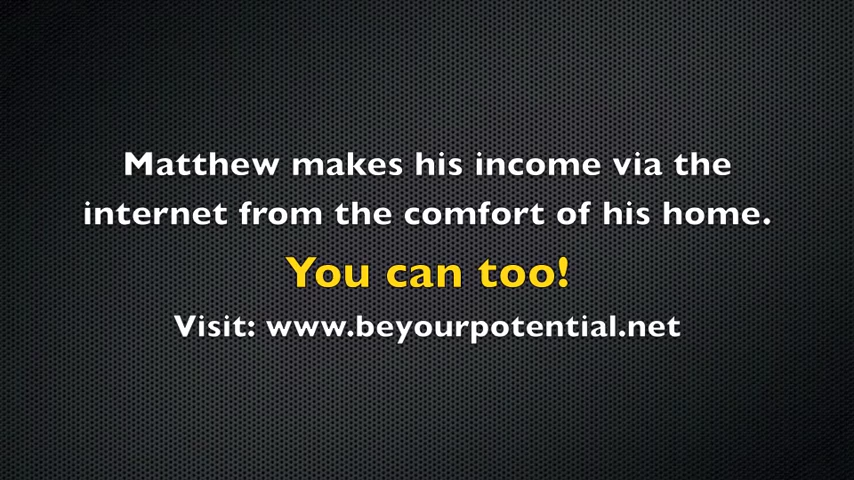 Matthew makes his income via the
internet from the comfort of his home.
You can too!
Visit: www.beyourpotential.net